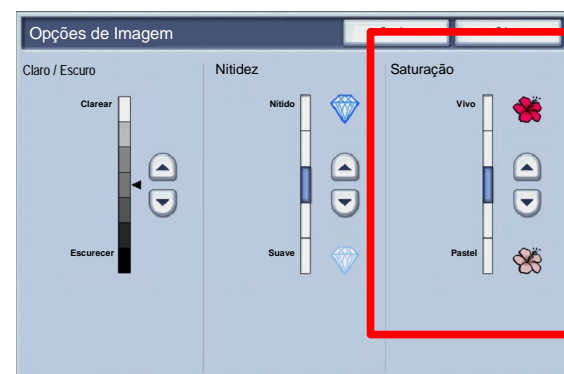 Opções de Imagem
Claro / Escuro
Clarear
Escurecer
Nitidez
Nítido
Suave
Saturação
Vivo
Pastel